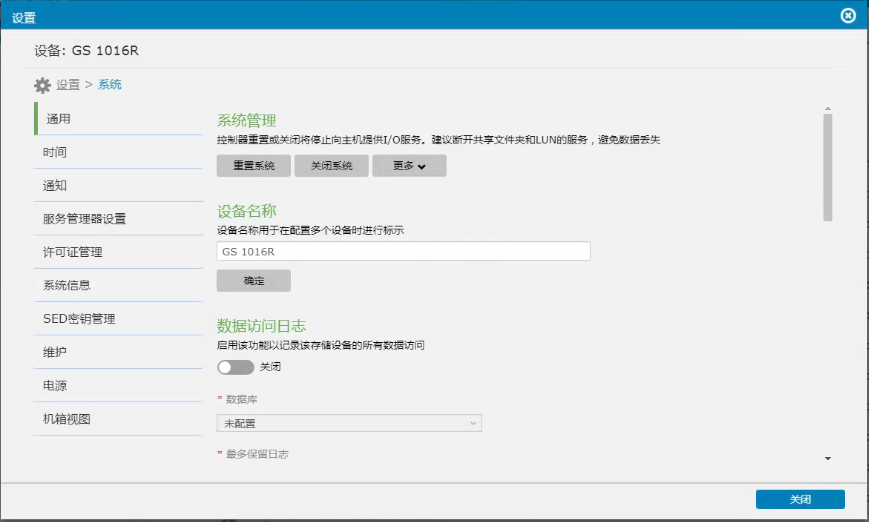 设置
设备: GS 1016R
设置 > 系统
通用
时间
通知
服务管理器设置
许可证管理
系统信息
SED密钥管理
维护
电源
机箱视图
系统管理
控制器重置或关闭将停止向主机提供I/O服务。建议断开共享文件夹和LUN的服务，避免数据丢失
重置系统 关闭系统 更多
设备名称
设备名称用于在配置多个设备时进行标示
GS 1016R
确定
数据访问日志
启用该功能以记录该存储设备的所有数据访问
关闭
* 数据库
未配置
* 最多保留日志
关闭